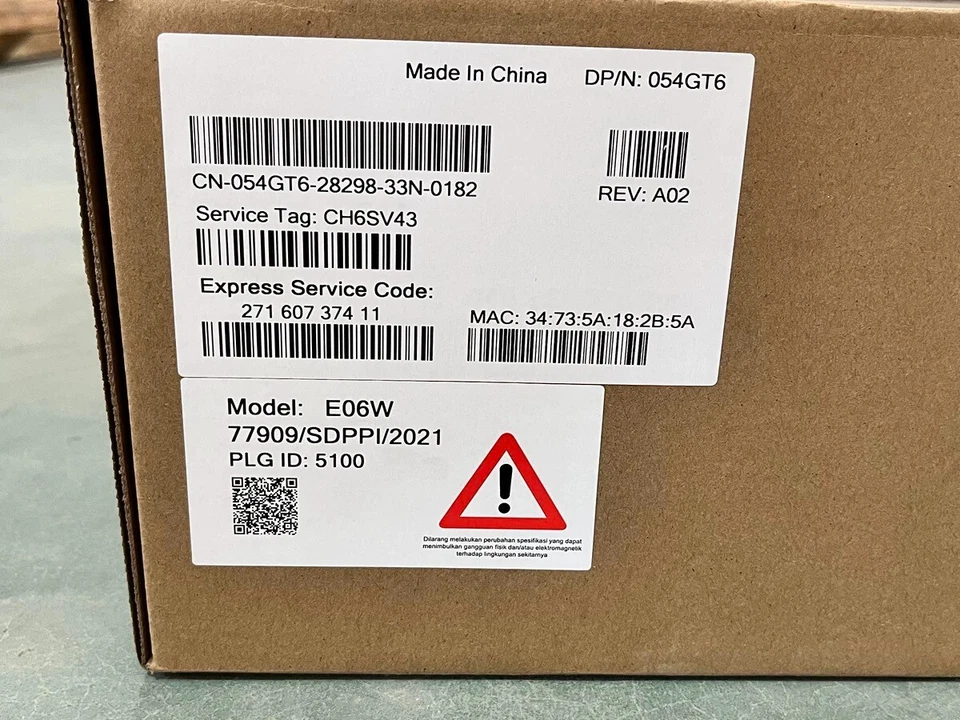 Made In China DP/N: 054GT6
CN-054GT6-28298-33N-0182
REV: A02
Service Tag: CH6SV43
Express Service Code:
271 607 374 11
MAC: 34:73:5A:18:2B:5A
Model: E06W
77909/SDPPI/2021
PLG ID: 5100
Dilarang melakukan perubahan spesifikasi yang dapat
menimbulkan gangguan fisik dan/atau elektromagnetik
terhadap lingkungan sekitarnya